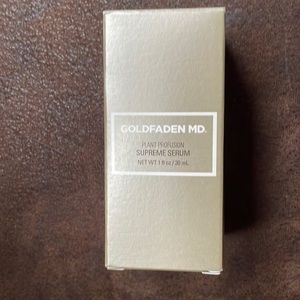 GOLDFADEN MD.
PLANT PROFUSION
SUPREME SERUM
NET WT 1 fl oz / 30 mL